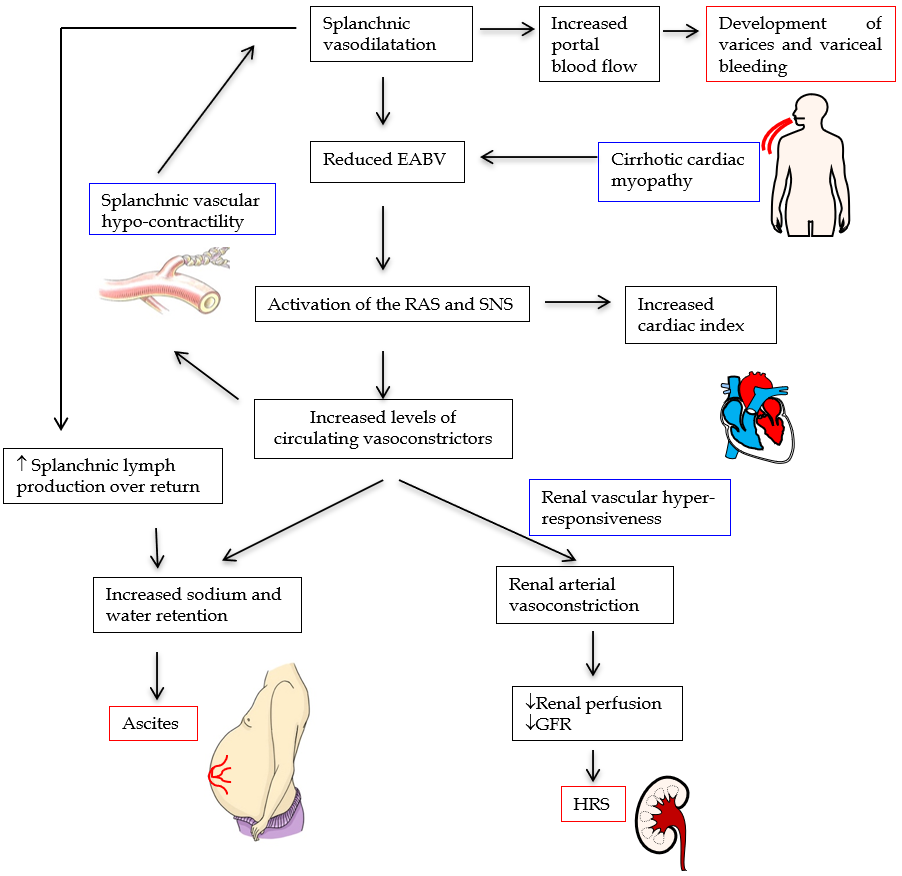 Splanchnic
vasodilatation
Increased
portal
blood flow
Development of
varices and variceal
bleeding
Reduced EABV
Cirrhotic cardiac
myopathy
Splanchnic vascular
hypo-contractility
Activation of the RAS and SNS
Increased
cardiac index
Increased levels of
circulating vasoconstrictors
↑ Splanchnic lymph
production over return
Renal vascular hyper-
responsiveness
Increased sodium and
water retention
Renal arterial
vasoconstriction
↓Renal perfusion
↓GFR
Ascites
HRS